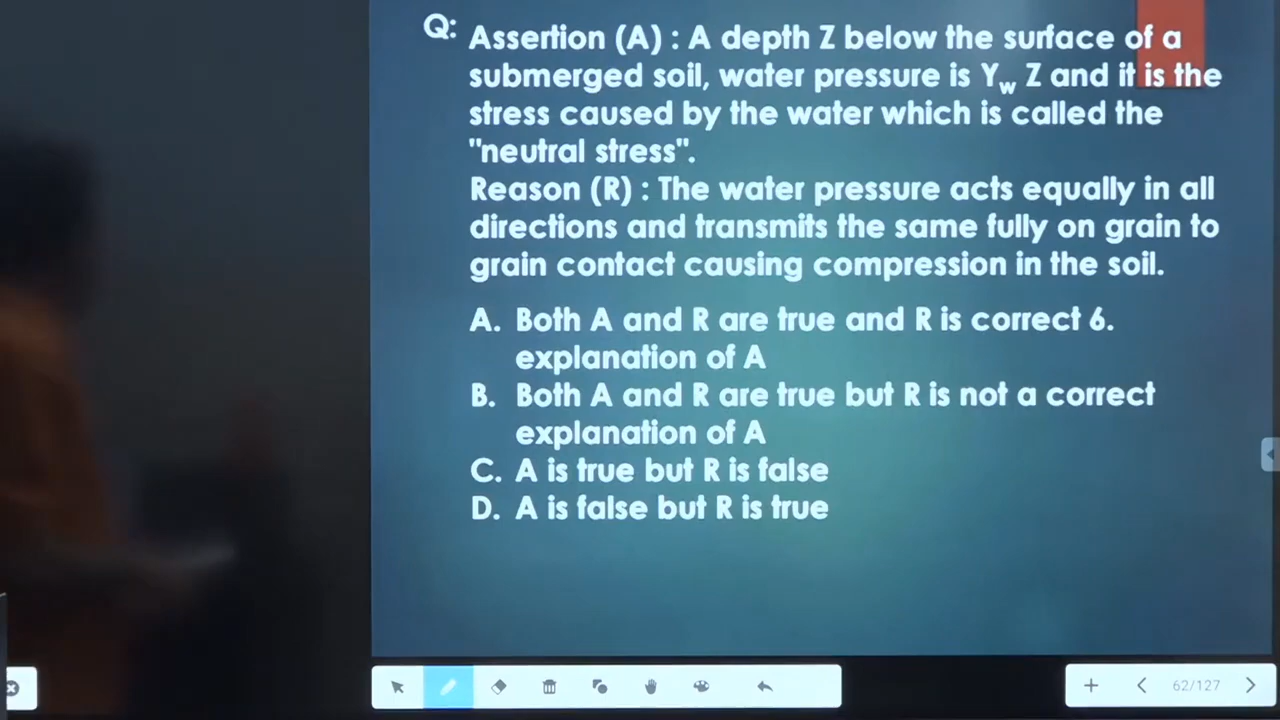 Q: Assertion (A) : A depth Z below the surface of a
submerged soil, water pressure is Yw Z and it is the
stress caused by the water which is called the
"neutral stress".
Reason (R) : The water pressure acts equally in all
directions and transmits the same fully on grain to
grain contact causing compression in the soil.
A. Both A and R are true and R is correct 6.
explanation of A
B. Both A and R are true but R is not a correct
explanation of A
C. A is true but R is false
D. A is false but R is true
62/127